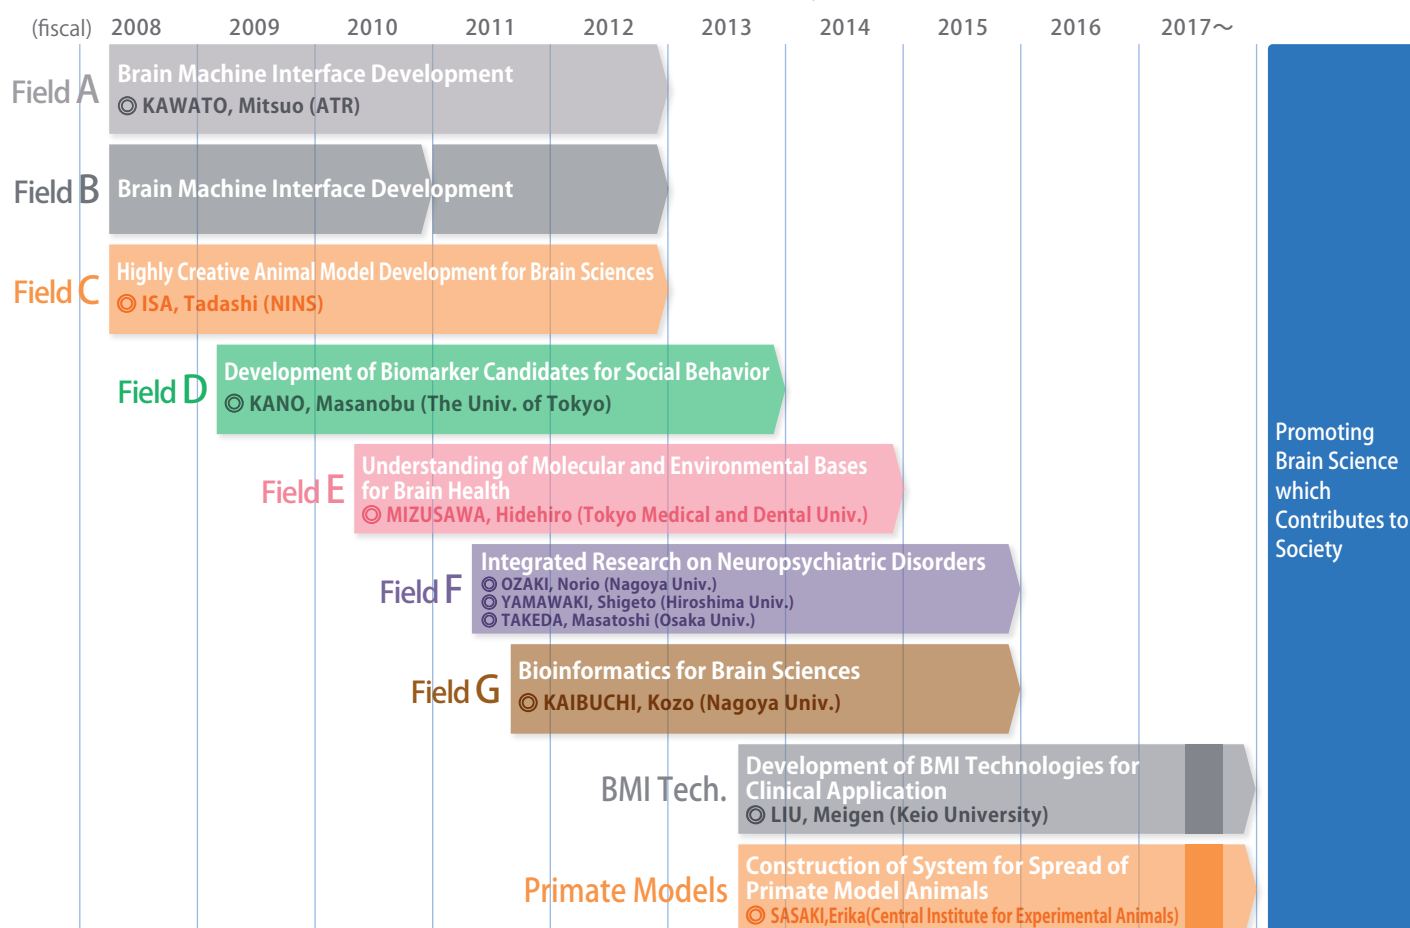 (fiscal) 2008 2009 2010 2011 2012 2013 2014 2015 2016 2017～
Field A
Brain Machine Interface Development
◎ KAWATO, Mitsuo (ATR)
Field B
Brain Machine Interface Development
Field C
Highly Creative Animal Model Development for Brain Sciences
◎ ISA, Tadashi (NINS)
Field D
Development of Biomarker Candidates for Social Behavior
◎ KANO, Masanobu (The Univ. of Tokyo)
Field E
Understanding of Molecular and Environmental Bases
for Brain Health
◎ MIZUSAWA, Hidehiro (Tokyo Medical and Dental Univ.)
Field F
Integrated Research on Neuropsychiatric Disorders
◎ OZAKI, Norio (Nagoya Univ.)
◎ YAMAWAKI, Shigeto (Hiroshima Univ.)
◎ TAKEDA, Masatoshi (Osaka Univ.)
Field G
Bioinformatics for Brain Sciences
◎ KAIBUCHI, Kozo (Nagoya Univ.)
BMI Tech.
Development of BMI Technologies for
Clinical Application
◎ LIU, Meigen (Keio University)
Primate Models
Construction of System for Spread of
Primate Model Animals
◎ SASAKI,Erika(Central Institute for Experimental Animals)
Promoting
Brain Science
which
Contributes to
Society